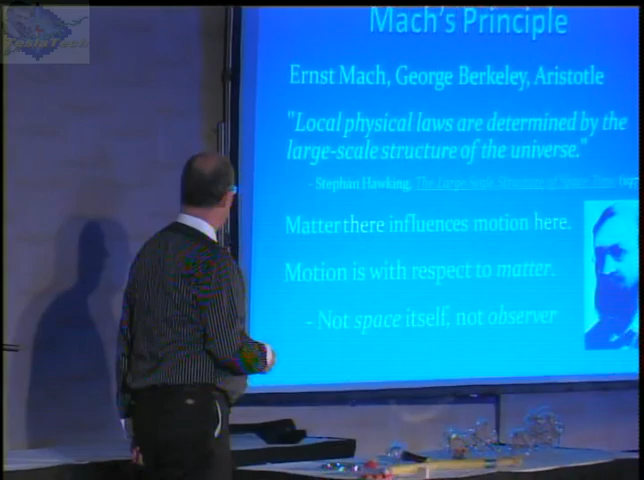 TeslaTech
Mach's Principle
Ernst Mach, George Berkeley, Aristotle
"Local physical laws are determined by the
large-scale structure of the universe."
- Stephan Hawking, The Large Scale Structure of Space-Time (197
Matter there influences motion here.
Motion is with respect to matter.
- Not space itself, not observer